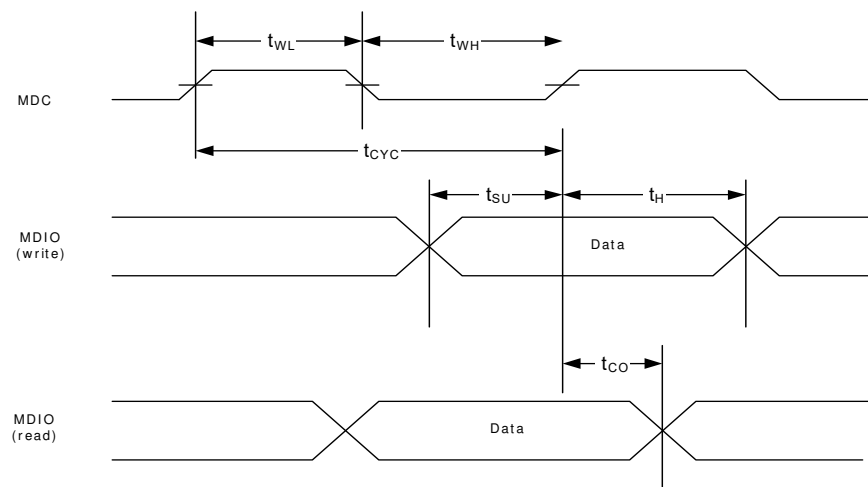 tWL
tWH
MDC
tCYC
tSU
tH
MDIO
(write)
Data
tCO
MDIO
(read)
Data